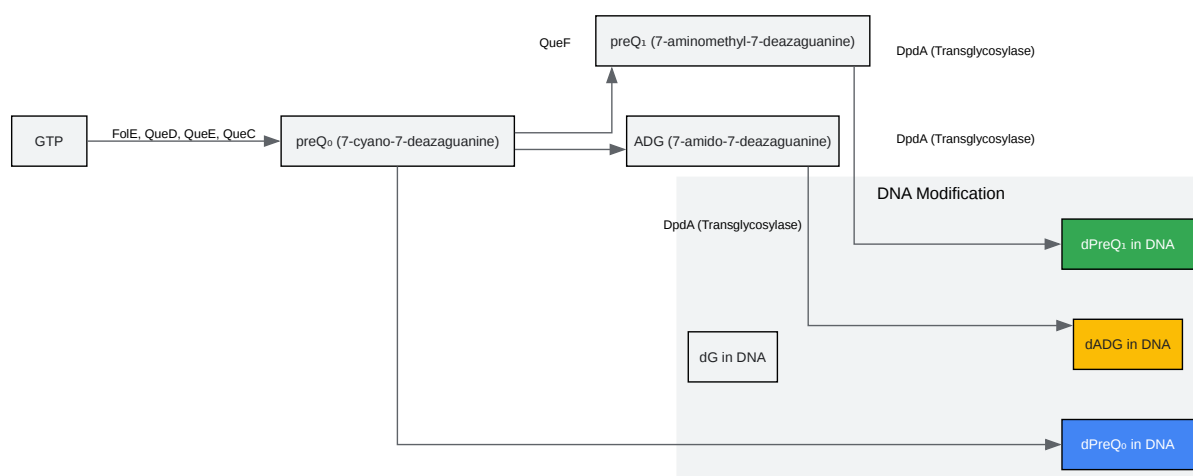 QueF
preQ₁ (7-aminomethyl-7-deazaguanine)
DpdA (Transglycosylase)
GTP
FolE, QueD, QueE, QueC
preQ₀ (7-cyano-7-deazaguanine)
ADG (7-amido-7-deazaguanine)
DpdA (Transglycosylase)
DNA Modification
DpdA (Transglycosylase)
dPreQ₁ in DNA
dG in DNA
dADG in DNA
dPreQ₀ in DNA